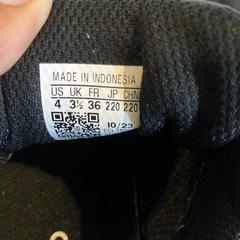 MADE IN INDONESIA
US UK FR JP CHN
4 3½ 36 220 220
10/23